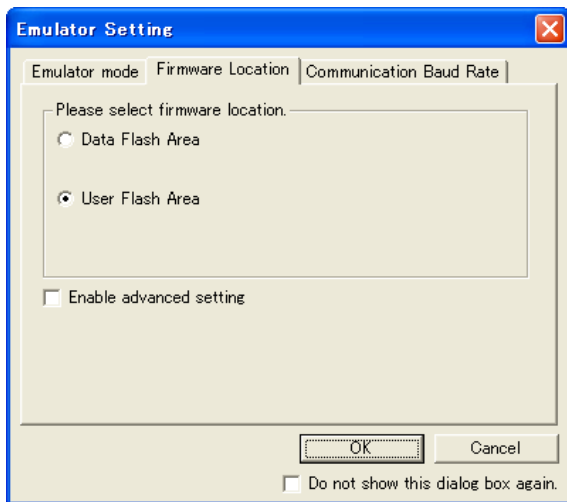 Emulator Setting
Emulator mode
Firmware Location
Communication Baud Rate
Please select firmware location.
Data Flash Area
User Flash Area
Enable advanced setting
OK
Cancel
Do not show this dialog box again.